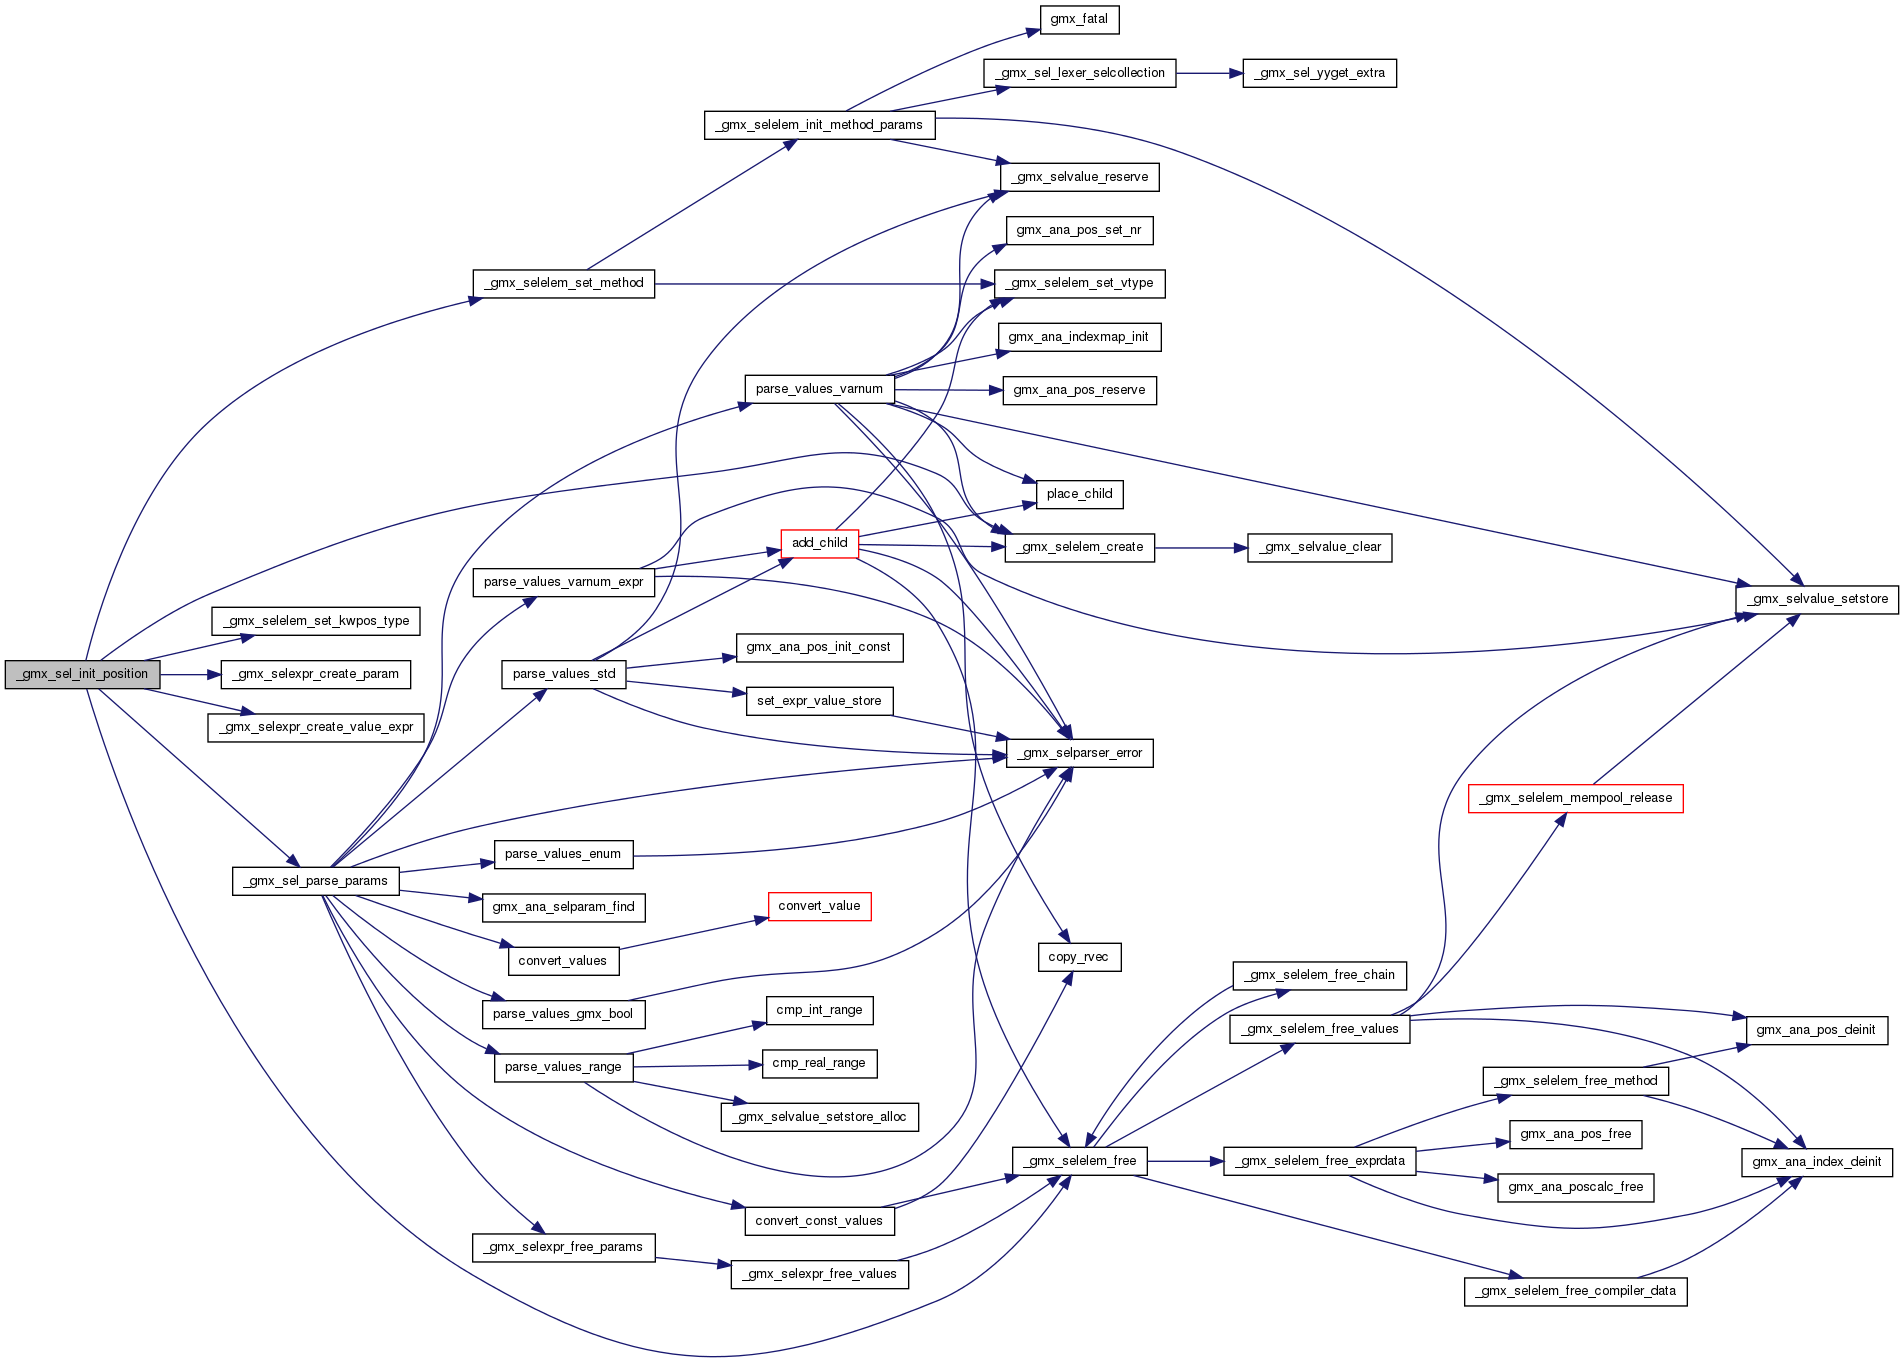 gmx_fatal
_gmx_sel_lexer_selcollection
_gmx_sel_yyget_extra
_gmx_selelem_init_method_params
_gmx_selvalue_reserve
gmx_ana_pos_set_nr
_gmx_selelem_set_method
_gmx_selelem_set_vtype
gmx_ana_indexmap_init
parse_values_varnum
gmx_ana_pos_reserve
place_child
add_child
_gmx_selelem_create
_gmx_selvalue_clear
parse_values_varnum_expr
_gmx_selvalue_setstore
_gmx_selelem_set_kwpos_type
gmx_ana_pos_init_const
_gmx_sel_init_position
_gmx_selexpr_create_param
parse_values_std
set_expr_value_store
_gmx_selexpr_create_value_expr
_gmx_selparser_error
_gmx_selelem_mempool_release
parse_values_enum
_gmx_sel_parse_params
gmx_ana_selparam_find
convert_value
convert_values
copy_rvec
_gmx_selelem_free_chain
parse_values_gmx_bool
cmp_int_range
_gmx_selelem_free_values
gmx_ana_pos_deinit
parse_values_range
cmp_real_range
_gmx_selelem_free_method
_gmx_selvalue_setstore_alloc
gmx_ana_pos_free
_gmx_selelem_free
_gmx_selelem_free_exprdata
gmx_ana_index_deinit
gmx_ana_poscalc_free
convert_const_values
_gmx_selexpr_free_params
_gmx_selexpr_free_values
_gmx_selelem_free_compiler_data